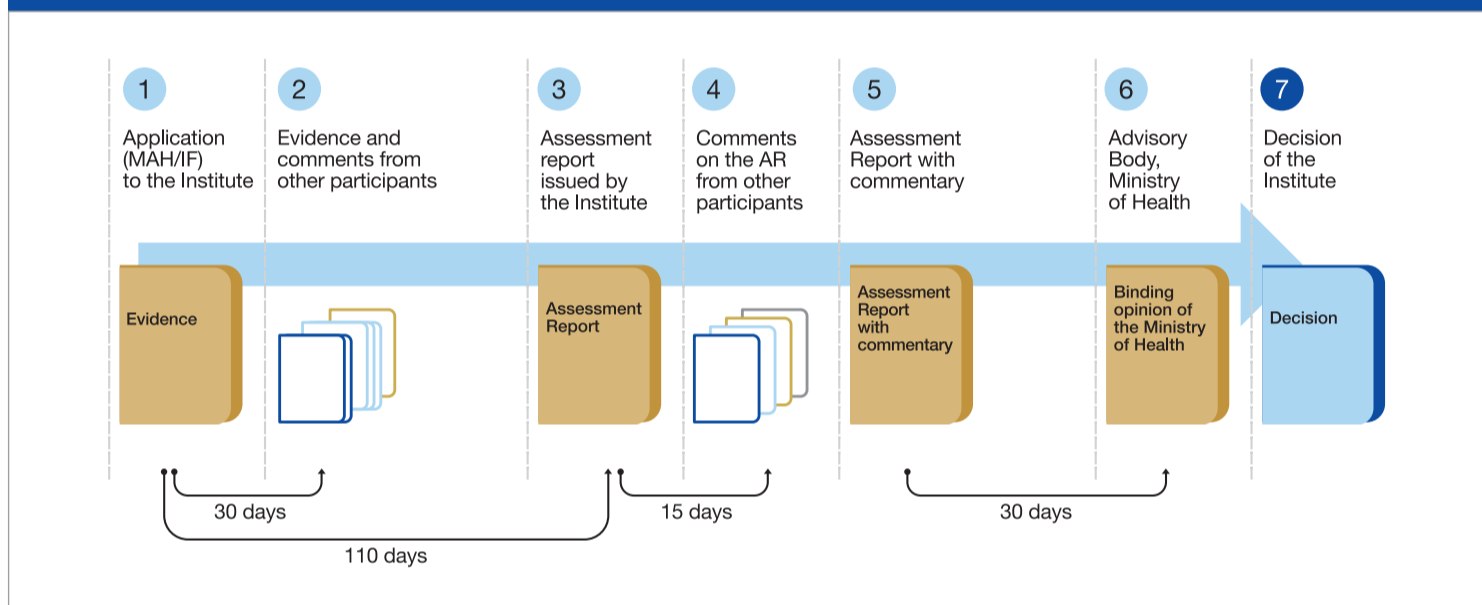 1
Application
(MAH/IF)
to the Institute
2
Evidence and
comments from
other participants
3
Assessment
report
issued by
the Institute
4
Comments
on the AR
from other
participants
5
Assessment
Report with
commentary
6
Advisory
Body,
Ministry
of Health
7
Decision
of the
Institute
Evidence
Assessment
Report
Assessment
Report
with
commentary
Binding
opinion of
the Ministry
of Health
Decision
30 days
15 days
30 days
110 days